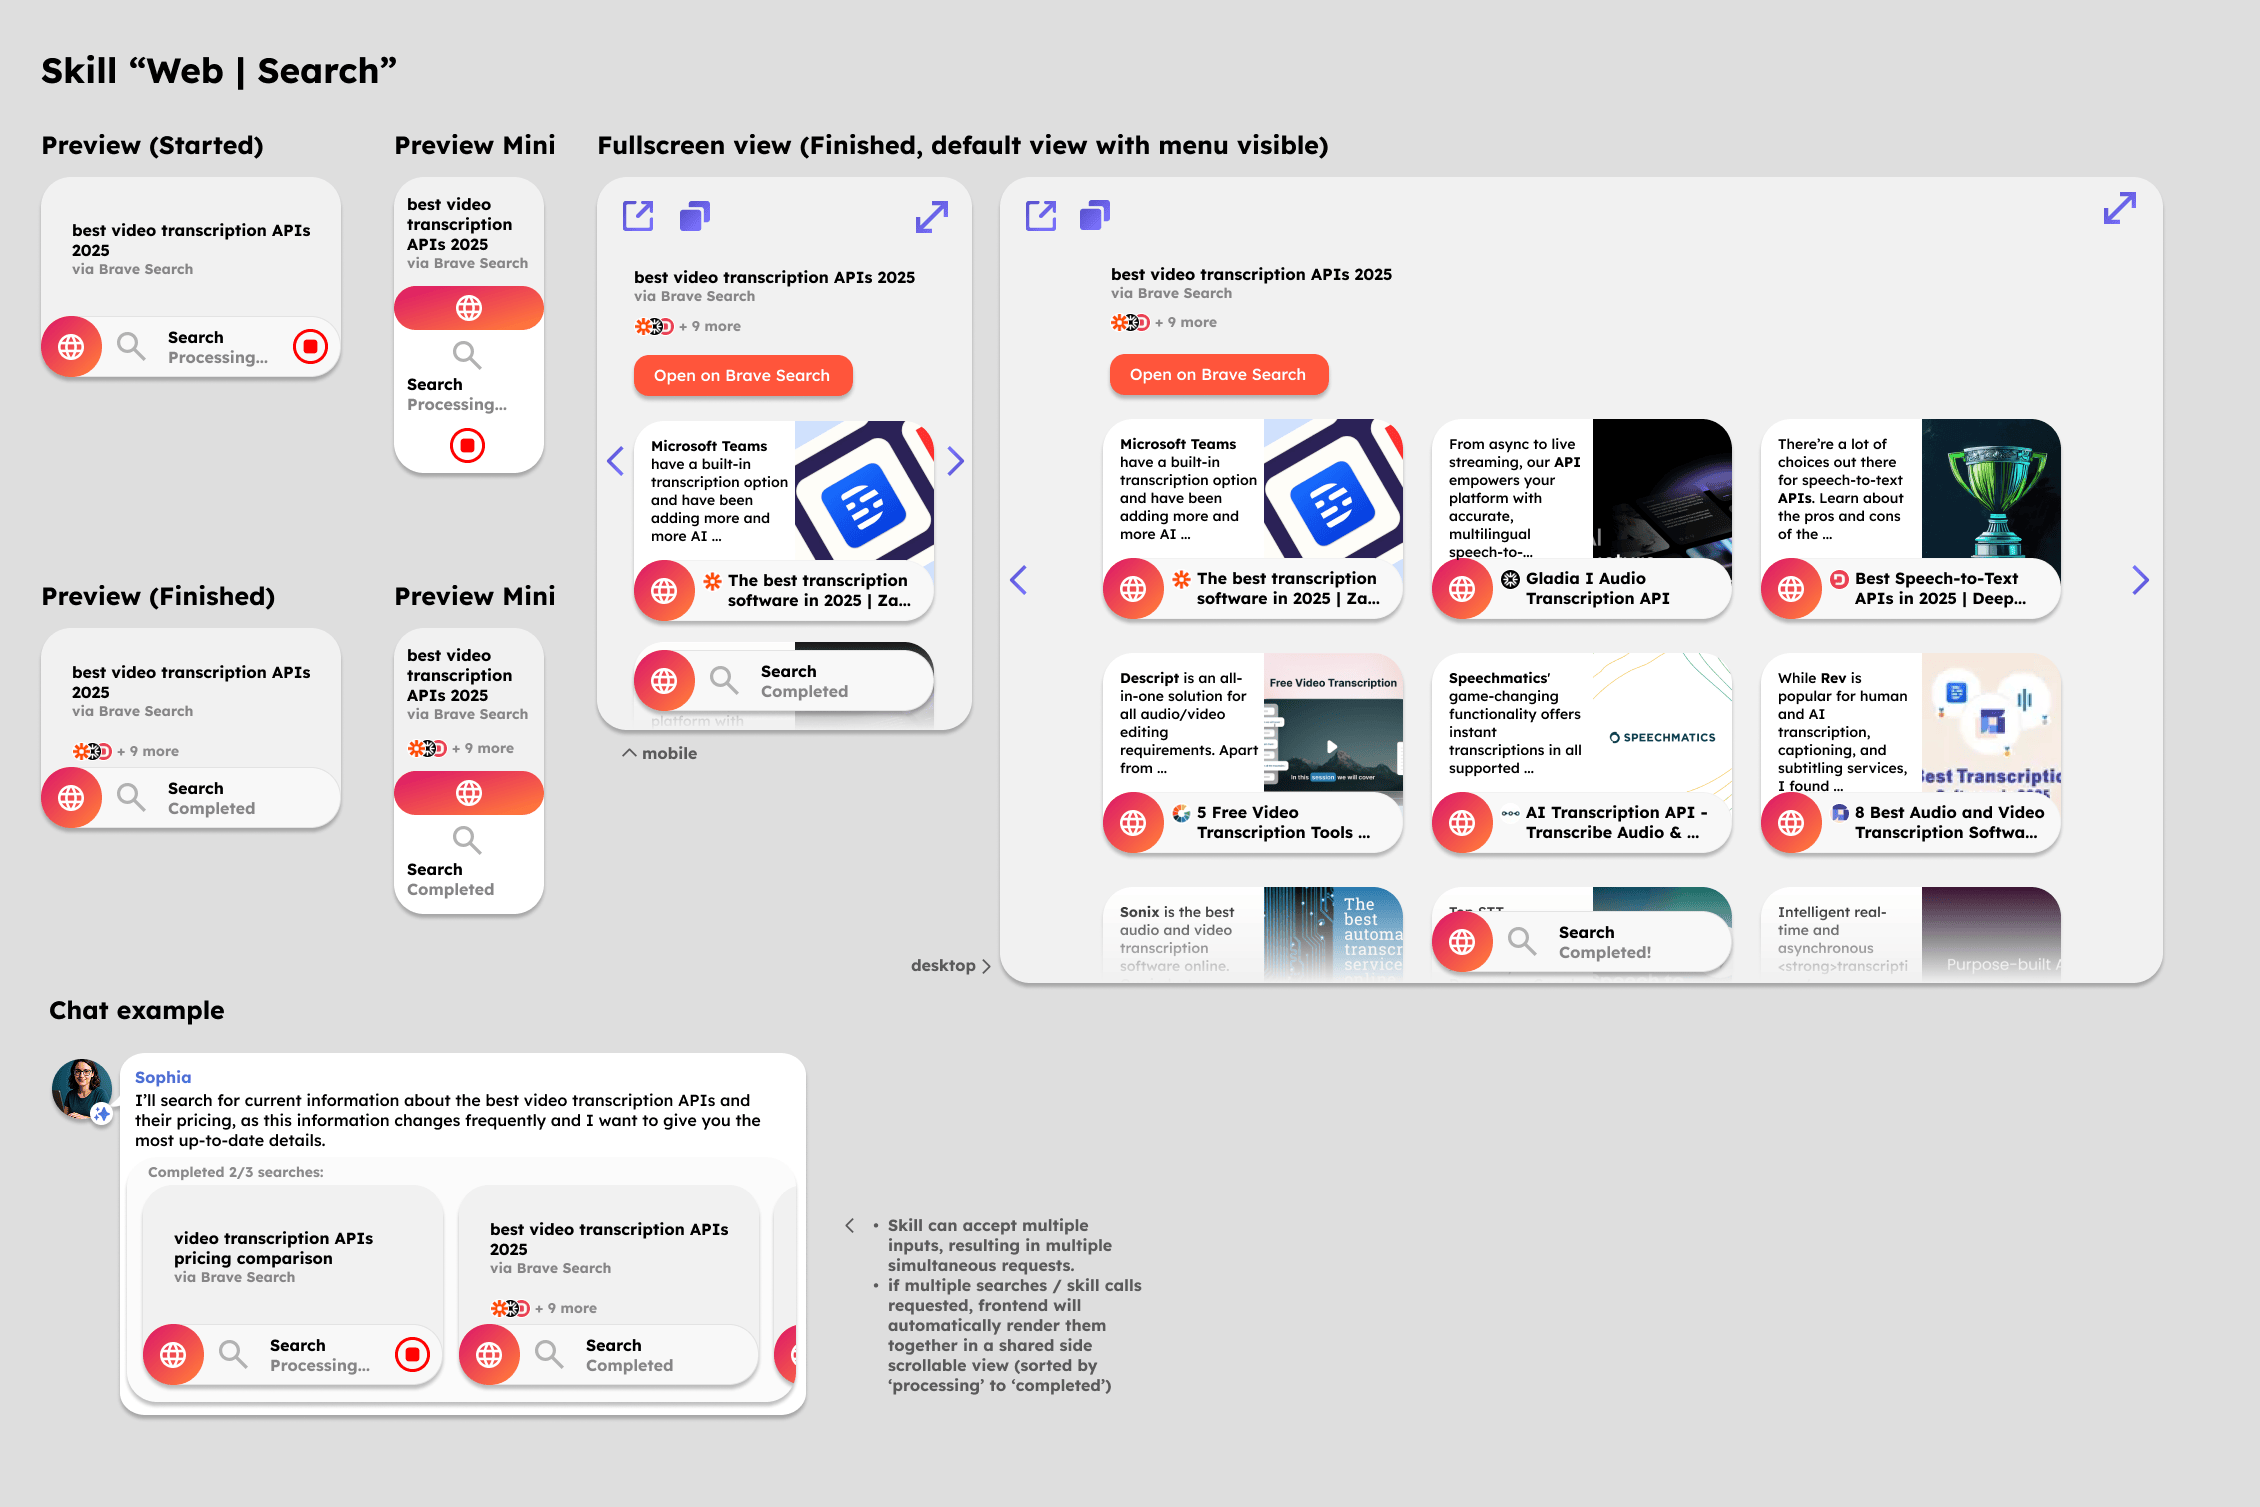 Skill “Web | Search”
Preview (Started)
best video transcription APIs
2025
via Brave Search
Search
Processing...
Preview Mini
best video
transcription
APIs 2025
via Brave Search
Search
Processing...
Preview (Finished)
best video transcription APIs
2025
via Brave Search
+ 9 more
Search
Completed
Preview Mini
best video
transcription
APIs 2025
via Brave Search
+ 9 more
Search
Completed
Fullscreen view (Finished, default view with menu visible)
best video transcription APIs 2025
via Brave Search
+ 9 more
Open on Brave Search
Microsoft Teams
have a built-in
transcription option
and have been
adding more and
more AI ...
The best transcription
software in 2025 | Za...
Search
Completed
platform with
mobile
best video transcription APIs 2025
via Brave Search
+ 9 more
Open on Brave Search
Microsoft Teams
have a built-in
transcription option
and have been
adding more and
more AI ...
The best transcription
software in 2025 | Za...
From async to live
streaming, our API
empowers your
platform with
accurate,
multilingual
speech-to-...
Gladia I Audio
Transcription API
There’re a lot of
choices out there
for speech-to-text
APIs. Learn about
the pros and cons
of the ...
Best Speech-to-Text
APIs in 2025 | Deep...
Descript is an all-
in-one solution for
all audio/video
editing
requirements. Apart
from ...
Free Video Transcription
In this session we will cover
5 Free Video
Transcription Tools ...
Speechmatics'
game-changing
functionality offers
instant
transcriptions in all
supported ...
SPEECHMATICS
AI Transcription API -
Transcribe Audio & ...
While Rev is
popular for human
and AI
transcription,
captioning, and
subtitling services,
I found ...
Best Transcriptio
8 Best Audio and Video
Transcription Softwa...
Sonix is the best
audio and video
transcription
software online.
The
best
automa
transcr
service
Search
Completed!
Intelligent real-
time and
asynchronous
<strong>transcripti
Purpose-built A
desktop
Chat example
Sophia
I’ll search for current information about the best video transcription APIs and
their pricing, as this information changes frequently and I want to give you the
most up-to-date details.
Completed 2/3 searches:
video transcription APIs
pricing comparison
via Brave Search
Search
Processing...
best video transcription APIs
2025
via Brave Search
+ 9 more
Search
Completed
• Skill can accept multiple
inputs, resulting in multiple
simultaneous requests.
• if multiple searches / skill calls
requested, frontend will
automatically render them
together in a shared side
scrollable view (sorted by
‘processing’ to ‘completed’)